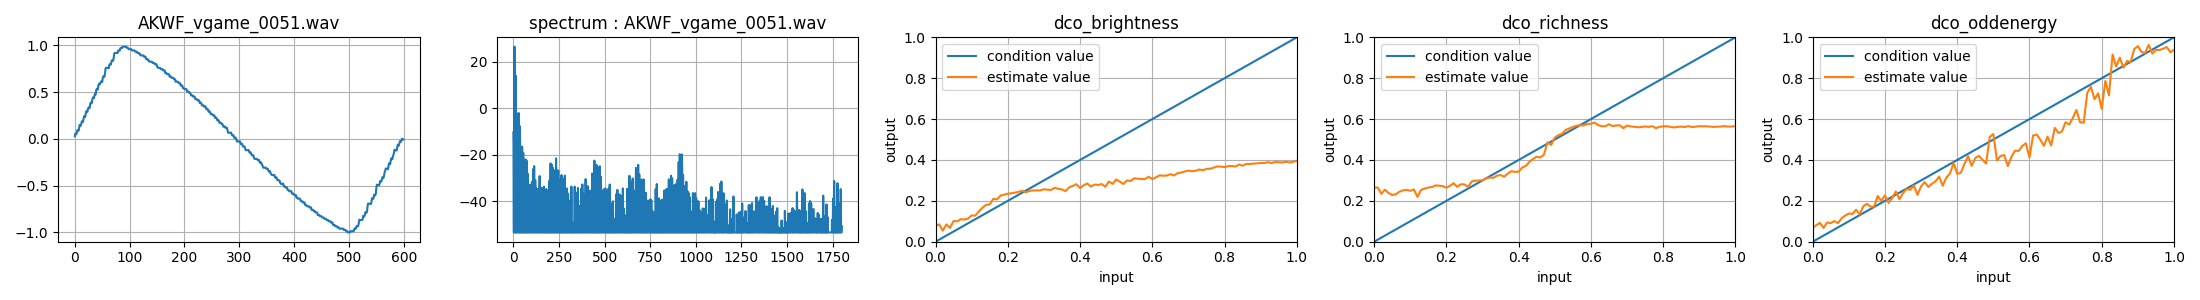 AKWF_vgame_0051.wav
1.0
0.5
0.0
−0.5
−1.0
0 100 200 300 400 500 600
spectrum : AKWF_vgame_0051.wav
20
0
−20
−40
0 250 500 750 1000 1250 1500 1750
dco_brightness
condition value
estimate value
output
1.0
0.8
0.6
0.4
0.2
0.0
0.0 0.2 0.4 0.6 0.8 1.0
input
dco_richness
condition value
estimate value
output
1.0
0.8
0.6
0.4
0.2
0.0
0.0 0.2 0.4 0.6 0.8 1.0
input
dco_oddenergy
condition value
estimate value
output
1.0
0.8
0.6
0.4
0.2
0.0
0.0 0.2 0.4 0.6 0.8 1.0
input